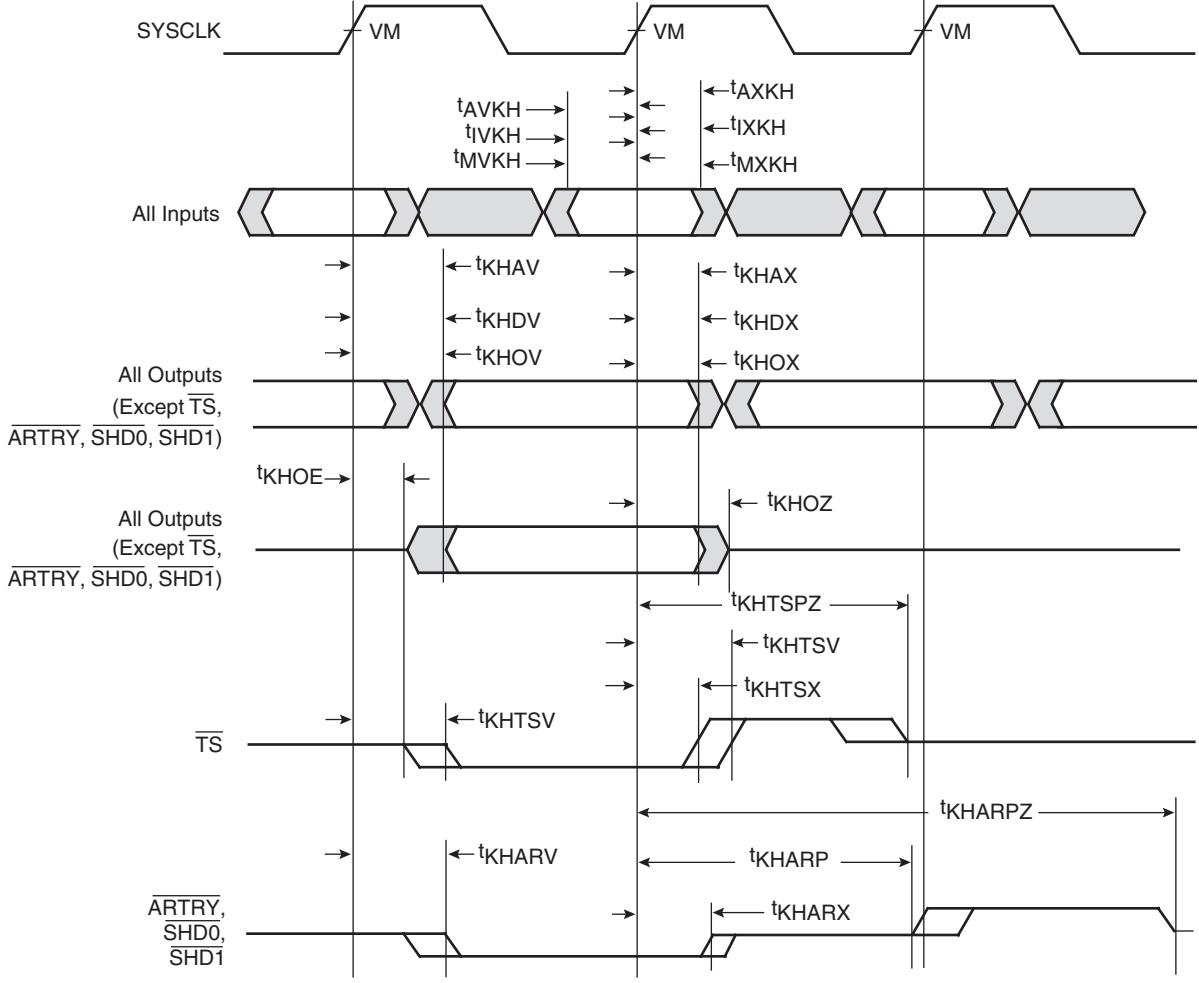 SYSCLK
VM
VM
VM
tAVKH
tIVKH
tMVKH
tAXKH
tIXKH
tMXKH
All Inputs
tKHAV
tKHDV
tKHOV
tKHAX
tKHDX
tKHOX
All Outputs
(Except TS,
ARTRY, SHD0, SHD1)
tKHOE
tKHOZ
All Outputs
(Except TS,
ARTRY, SHD0, SHD1)
tKHTSPZ
tKHTSV
tKHTSX
tKHTSV
TS
tKHARPZ
tKHARV
tKHARP
tKHARX
ARTRY,
SHD0,
SHD1